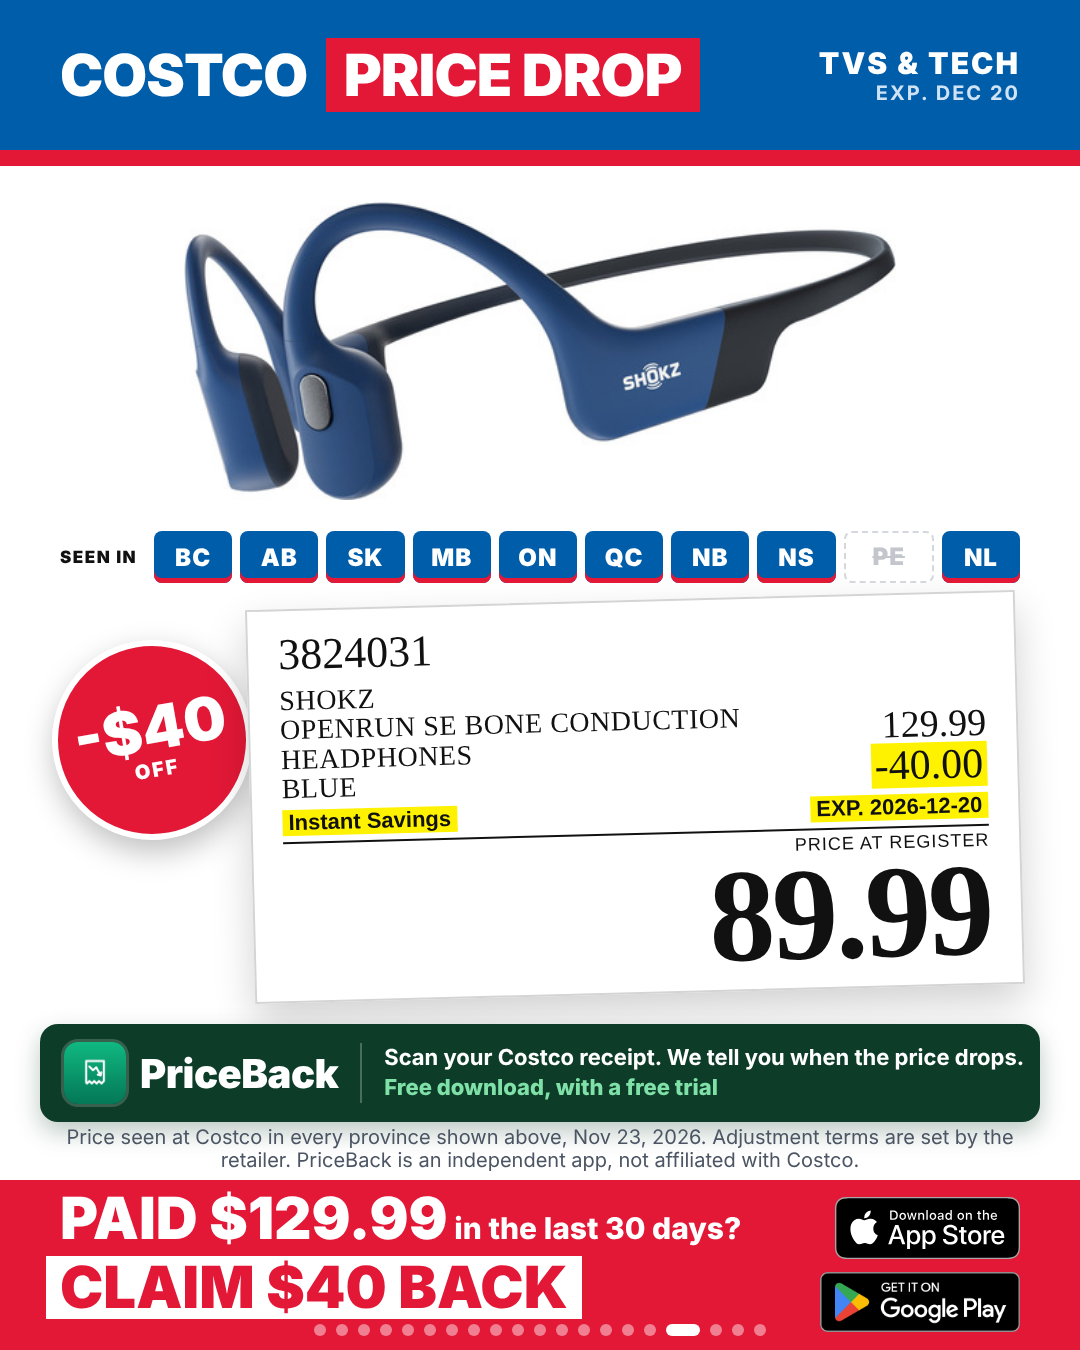 COSTCO PRICE DROP
TVS & TECH
EXP. DEC 20
SHOKZ
SEEN IN BC AB SK MB ON QC NB NS PE NL
-$40
OFF
3824031
SHOKZ
OPENRUN SE BONE CONDUCTION
HEADPHONES
BLUE
129.99
-40.00
Instant Savings
EXP. 2026-12-20
PRICE AT REGISTER
89.99
PriceBack
Scan your Costco receipt. We tell you when the price drops.
Free download, with a free trial
Price seen at Costco in every province shown above, Nov 23, 2026. Adjustment terms are set by the
retailer. PriceBack is an independent app, not affiliated with Costco.
PAID $129.99 in the last 30 days?
CLAIM $40 BACK
Download on the
App Store
GET IT ON
Google Play